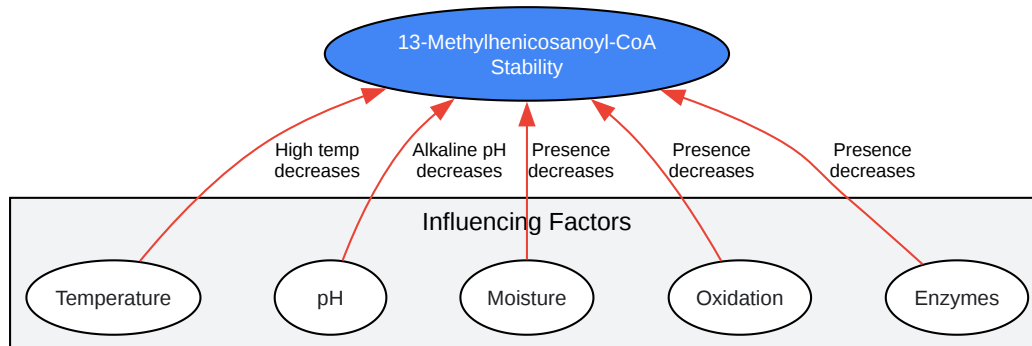 13-Methylhenicosanoyl-CoA
Stability
High temp
decreases
Alkaline pH
decreases
Presence
decreases
Presence
decreases
Presence
decreases
Influencing Factors
Temperature
pH
Moisture
Oxidation
Enzymes